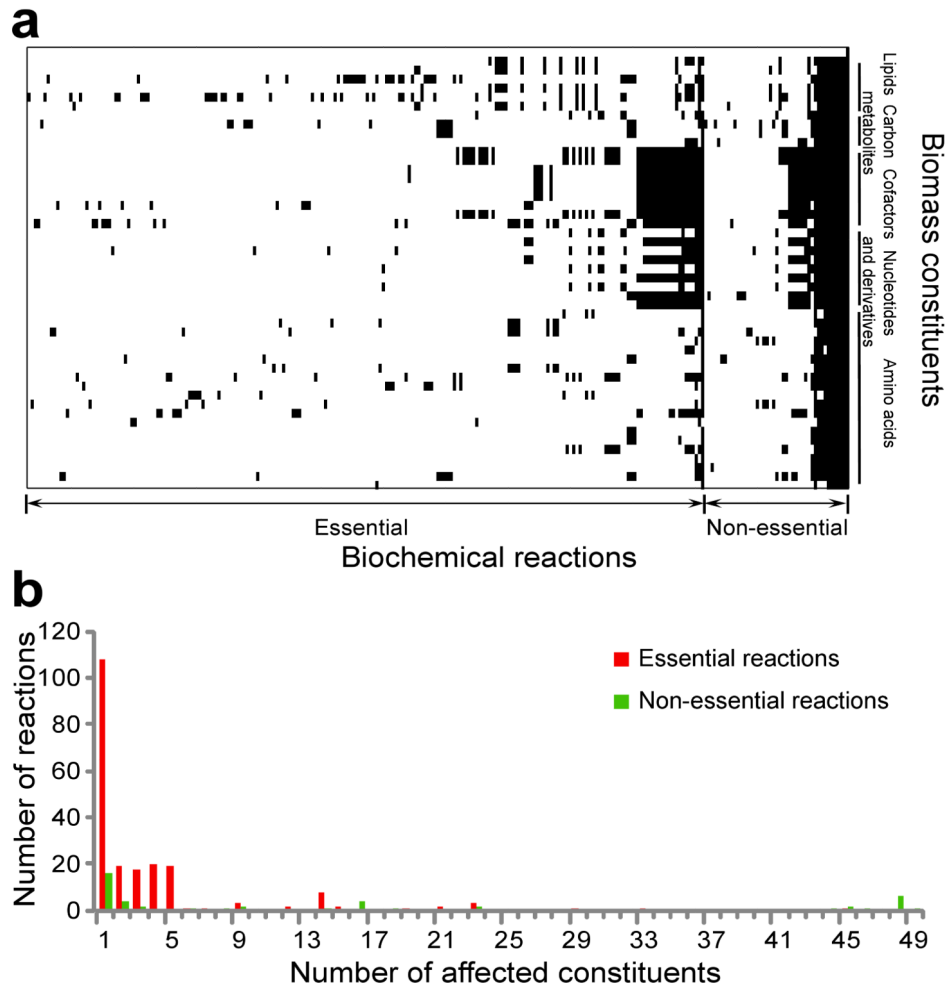 a
Lipids
Carbon
metabolites
Cofactors
Nucleotides
and derivatives
Amino acids
Biomass constituents
Essential
Non-essential
Biochemical reactions
b
Number of reactions
120
100
80
60
40
20
0
Essential reactions
Non-essential reactions
1 5 9 13 17 21 25 29 33 37 41 45 49
Number of affected constituents